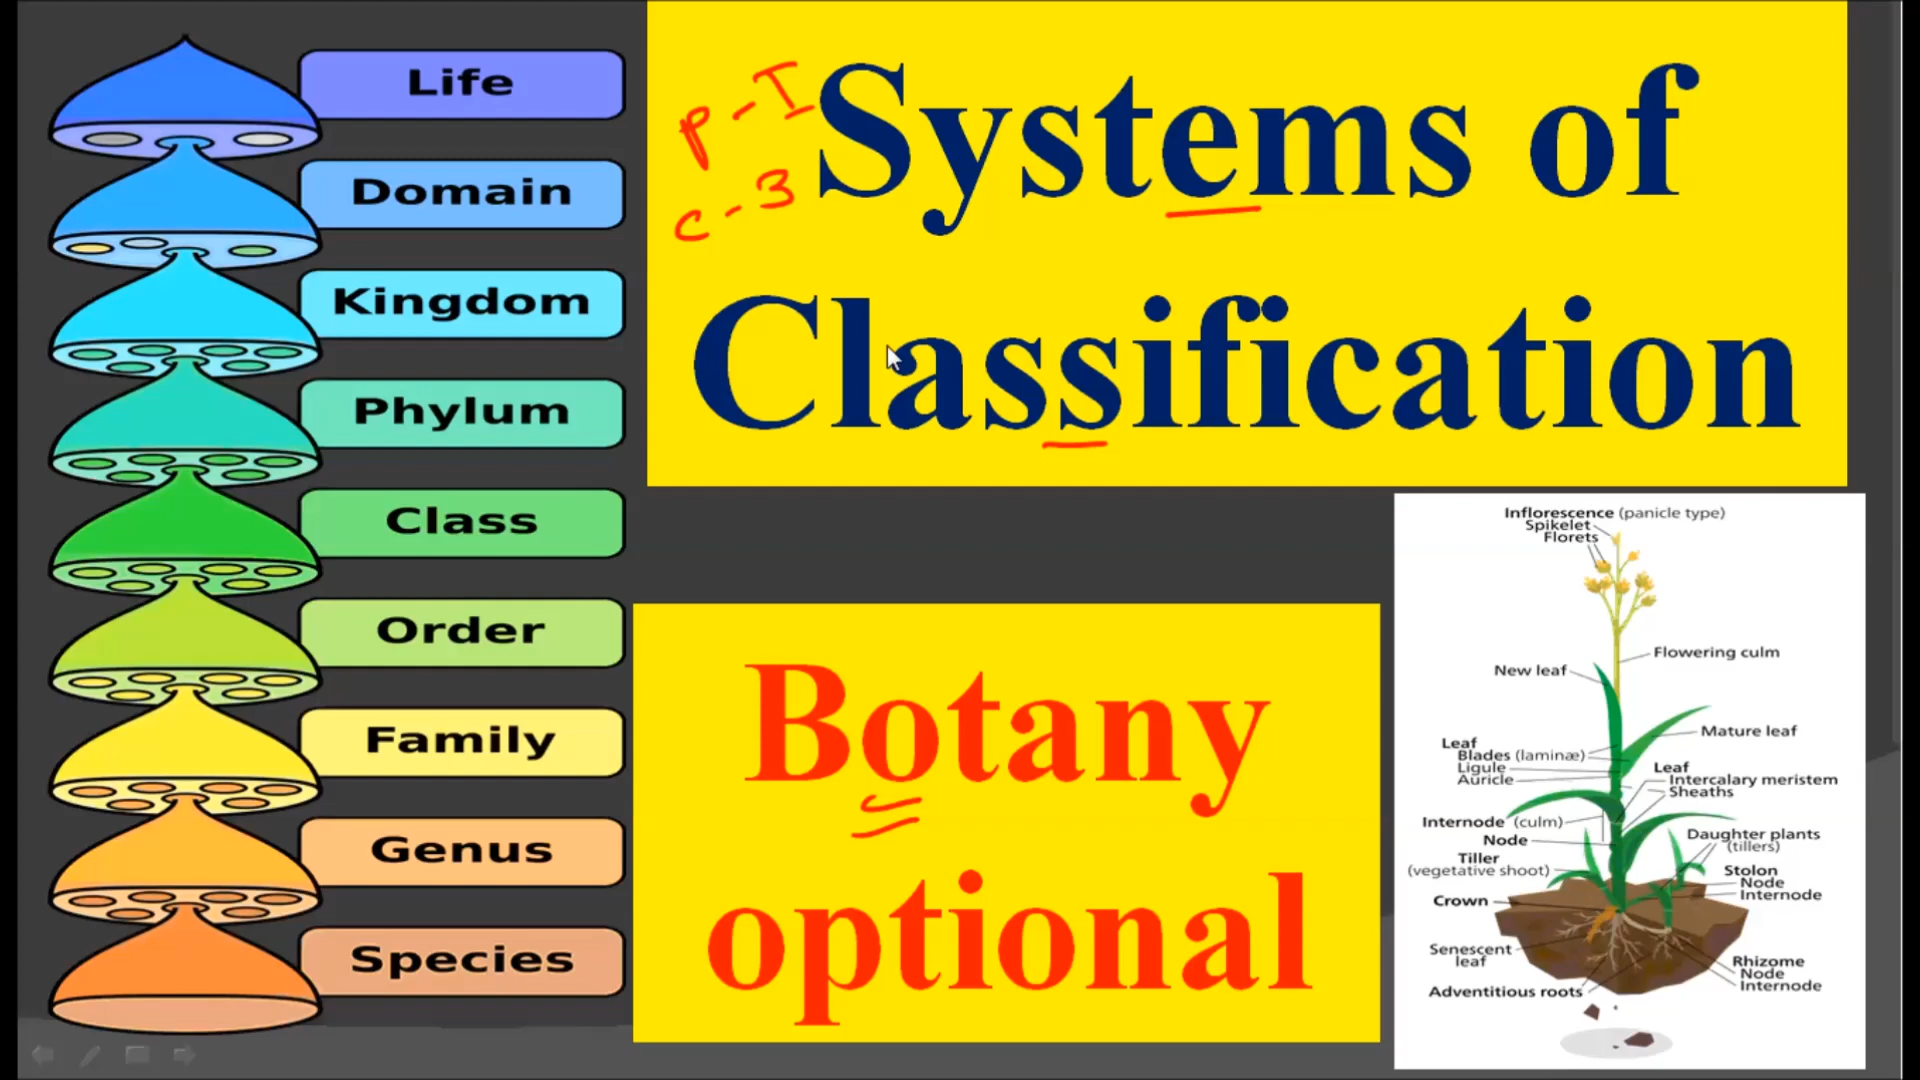 Life
Domain
Kingdom
Phylum
Class
Order
Family
Genus
Species
P-I
C-3
Systems of
Classification
Botany
optional
Inflorescence (panicle type)
Spikelet
Florets
Flowering culm
New leaf
Mature leaf
Leaf
Blades (laminæ)
Ligule
Auricle
Leaf
Intercalary meristem
Sheaths
Internode (culm)
Node
Tiller
(vegetative shoot)
Daughter plants
(tillers)
Stolon
Node
Internode
Crown
Senescent
leaf
Rhizome
Node
Internode
Adventitious roots